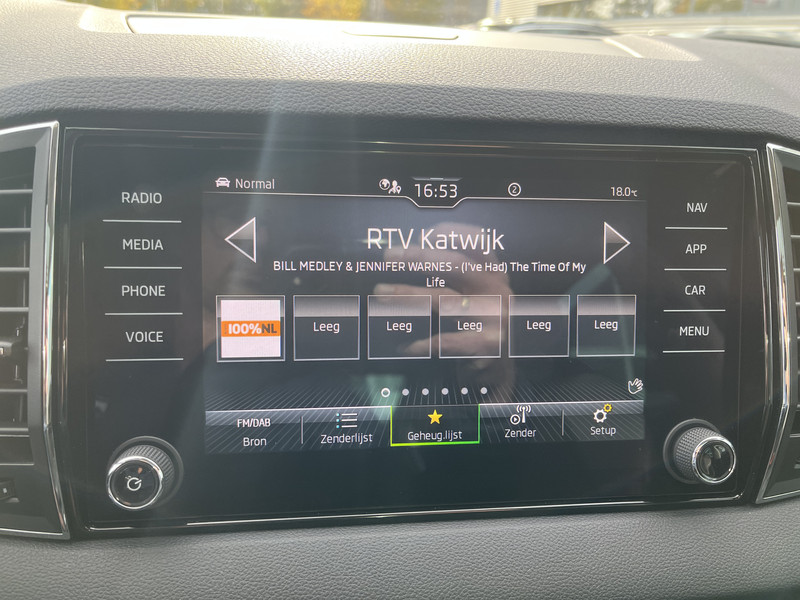 RADIO
MEDIA
PHONE
VOICE
Normal
16:53
2
18.0°C
RTV Katwijk
BILL MEDLEY & JENNIFER WARNES - (I've Had) The Time Of My
Life
100%NL
Leeg
Leeg
Leeg
Leeg
Leeg
FM/DAB
Bron
Zenderlijst
Geheug.lijst
Zender
Setup
NAV
APP
CAR
MENU